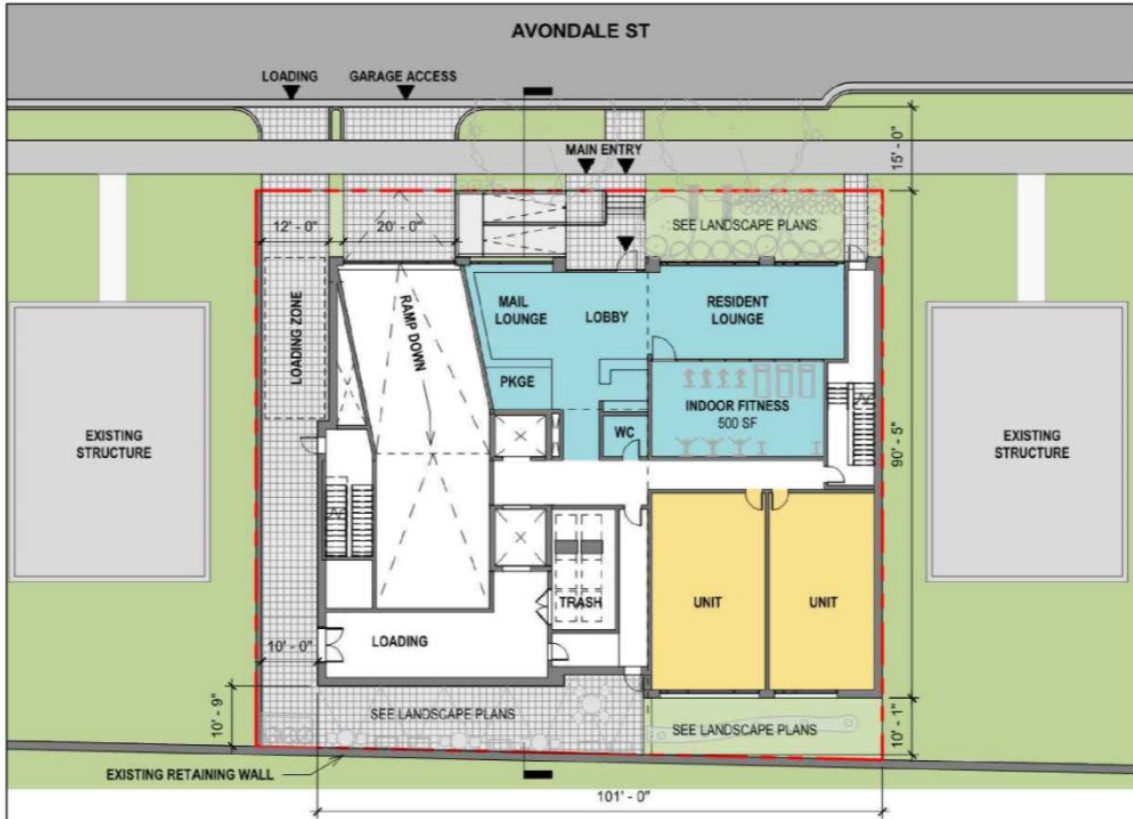 AVONDALE ST
LOADING
GARAGE ACCESS
MAIN ENTRY
15' - 0"
12' - 0"
20' - 0"
SEE LANDSCAPE PLANS
LOADING ZONE
RAMP DOWN
MAIL
LOUNGE
LOBBY
RESIDENT
LOUNGE
PKGE
INDOOR FITNESS
500 SF
WC
EXISTING
STRUCTURE
90' - 5"
EXISTING
STRUCTURE
TRASH
UNIT
UNIT
LOADING
10' - 0"
10' - 9"
SEE LANDSCAPE PLANS
SEE LANDSCAPE PLANS
10' - 1"
EXISTING RETAINING WALL
101' - 0"